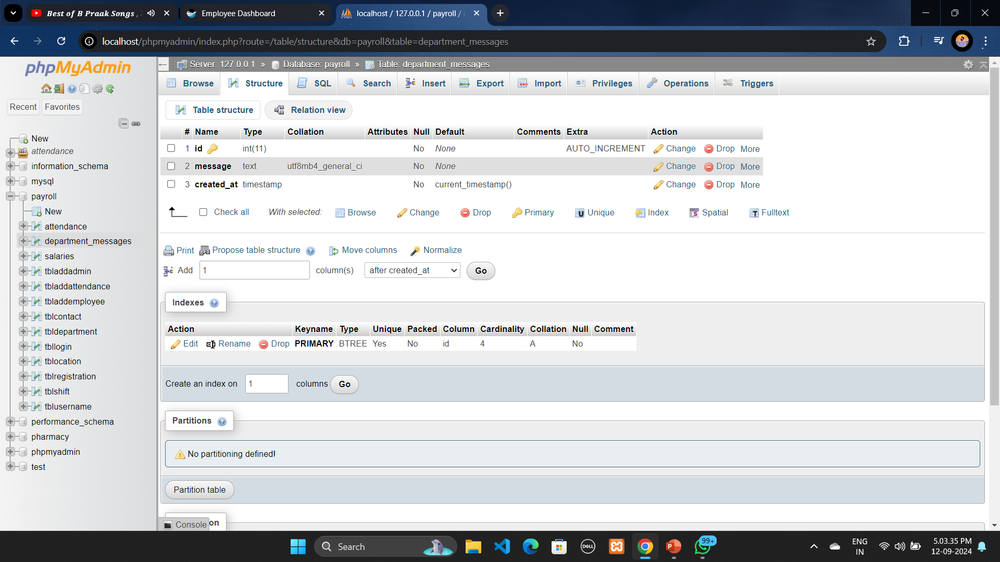 Best of B Praak Songs,
Employee Dashboard
localhost / 127.0.0.1 / payroll /
localhost/phpmyadmin/index.php?route=/table/structure&db=payroll&table=department_messages
phpMyAdmin
Recent
Favorites
New
attendance
information_schema
mysql
payroll
New
attendance
department_messages
salaries
tbladdadmin
tbladdattendance
tbladdemployee
tblcontact
tbldepartment
tbllogin
tblocation
tblregistration
tblshift
tblusername
performance_schema
pharmacy
phpmyadmin
test
Server: 127.0.0.1 » Database: payroll » Table: department_messages
Browse Structure SQL Search Insert Export Import Privileges Operations Triggers
Table structure Relation view
# Name Type Collation Attributes Null Default Comments Extra Action
1 id int(11) No None AUTO_INCREMENT Change Drop More
2 message text utf8mb4_general_ci No None Change Drop More
3 created_at timestamp No current_timestamp() Change Drop More
Check all With selected: Browse Change Drop Primary U Unique Index S Spatial T Fulltext
Print Propose table structure Move columns Normalize
Add 1 column(s) after created_at Go
Indexes
Action Keyname Type Unique Packed Column Cardinality Collation Null Comment
Edit Rename Drop PRIMARY BTREE Yes No id 4 A No
Create an index on 1 columns Go
Partitions
No partitioning defined!
Partition table
Console on
Search
DELL
P
99+
ENG
IN
5.03.35 PM
12-09-2024